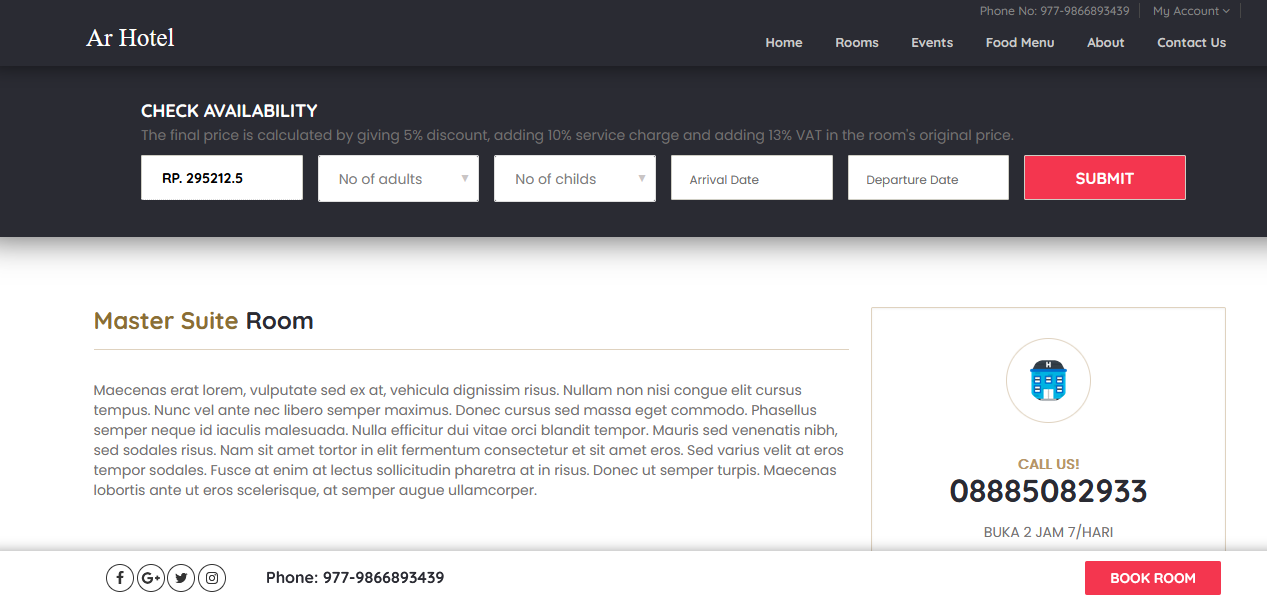 Phone No: 977-9866893439 My Account
Ar Hotel
Home Rooms Events Food Menu About Contact Us
CHECK AVAILABILITY
The final price is calculated by giving 5% discount, adding 10% service charge and adding 13% VAT in the room's original price.
RP. 295212.5 No of adults No of childs Arrival Date Departure Date SUBMIT
Master Suite Room
Maecenas erat lorem, vulputate sed ex at, vehicula dignissim risus. Nullam non nisi congue elit cursus
tempus. Nunc vel ante nec libero semper maximus. Donec cursus sed massa eget commodo. Phasellus
semper neque id iaculis malesuada. Nulla efficitur dui vitae orci blandit tempor. Mauris sed venenatis nibh,
sed sodales risus. Nam sit amet tortor in elit fermentum consectetur et sit amet eros. Sed varius velit at eros
tempor sodales. Fusce at enim at lectus sollicitudin pharetra at in risus. Donec ut semper turpis. Maecenas
lobortis ante ut eros scelerisque, at semper augue ullamcorper.
H
CALL US!
08885082933
BUKA 2 JAM 7/HARI
Phone: 977-9866893439
BOOK ROOM